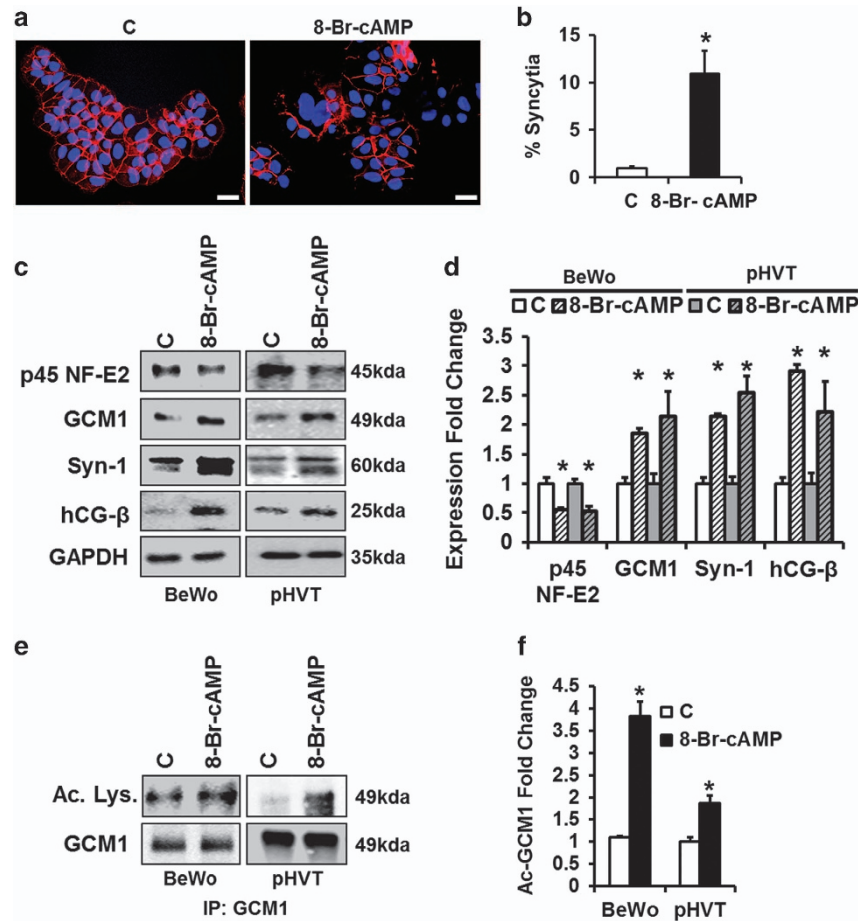 a
C
8-Br-cAMP
b
% Syncytia
15
10
5
0
*
C 8-Br- cAMP
c
C
8-Br-cAMP
C
8-Br-cAMP
p45 NF-E2
45kda
GCM1
49kda
Syn-1
60kda
hCG-β
25kda
GAPDH
35kda
BeWo
pHVT
d
BeWo
pHVT
C 8-Br-cAMP
C 8-Br-cAMP
Expression Fold Change
3.5
3
2.5
2
1.5
1
0.5
0
* * * * * * * *
p45 NF-E2
GCM1
Syn-1
hCG-β
e
C
8-Br-cAMP
C
8-Br-cAMP
Ac. Lys.
49kda
GCM1
49kda
BeWo
pHVT
IP: GCM1
f
Ac-GCM1 Fold Change
4.5
4
3.5
3
2.5
2
1.5
1
0.5
0
C
8-Br-cAMP
*
*
BeWo
pHVT